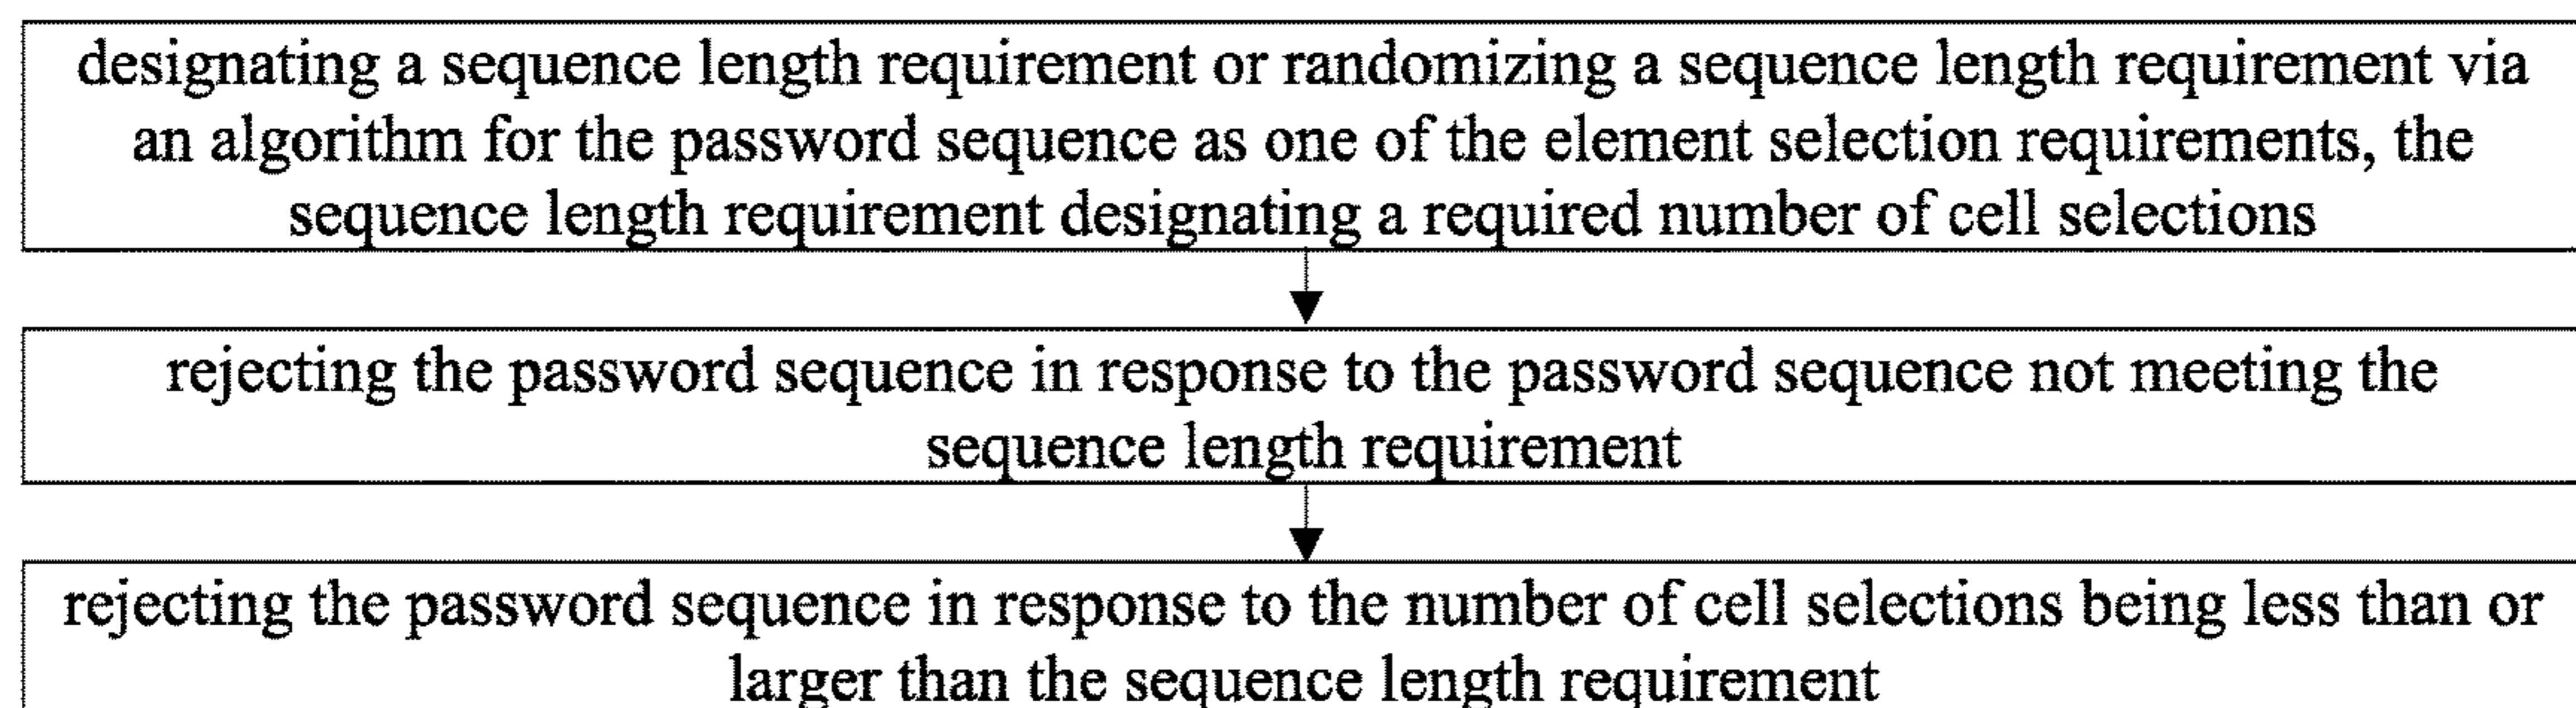 designating a sequence length requirement or randomizing a sequence length requirement via
an algorithm for the password sequence as one of the element selection requirements, the
sequence length requirement designating a required number of cell selections
rejecting the password sequence in response to the password sequence not meeting the
sequence length requirement
rejecting the password sequence in response to the number of cell selections being less than or
larger than the sequence length requirement